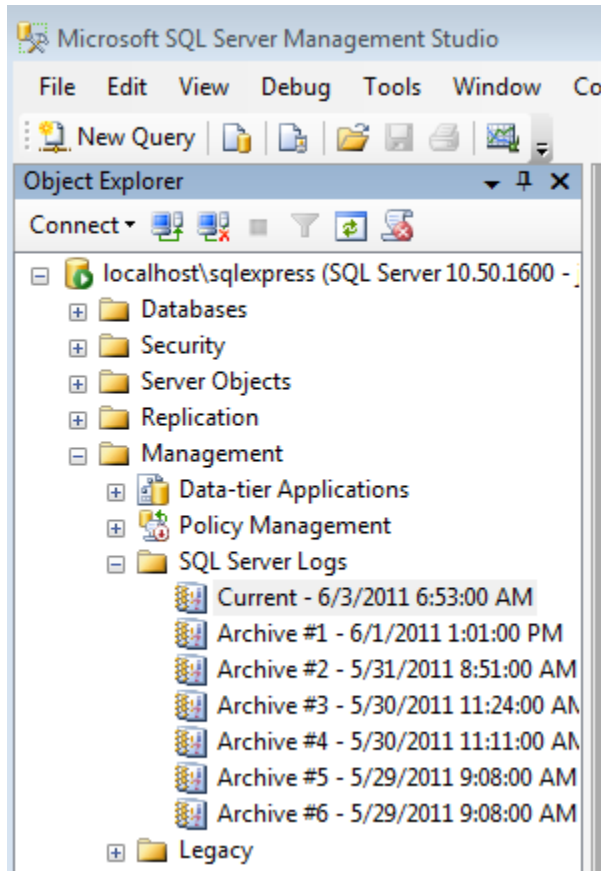 Microsoft SQL Server Management Studio
File Edit View Debug Tools Window Co
New Query
Object Explorer
Connect
localhost\sqlexpress (SQL Server 10.50.1600 -
Databases
Security
Server Objects
Replication
Management
Data-tier Applications
Policy Management
SQL Server Logs
Current - 6/3/2011 6:53:00 AM
Archive #1 - 6/1/2011 1:01:00 PM
Archive #2 - 5/31/2011 8:51:00 AM
Archive #3 - 5/30/2011 11:24:00 AM
Archive #4 - 5/30/2011 11:11:00 AM
Archive #5 - 5/29/2011 9:08:00 AM
Archive #6 - 5/29/2011 9:08:00 AM
Legacy